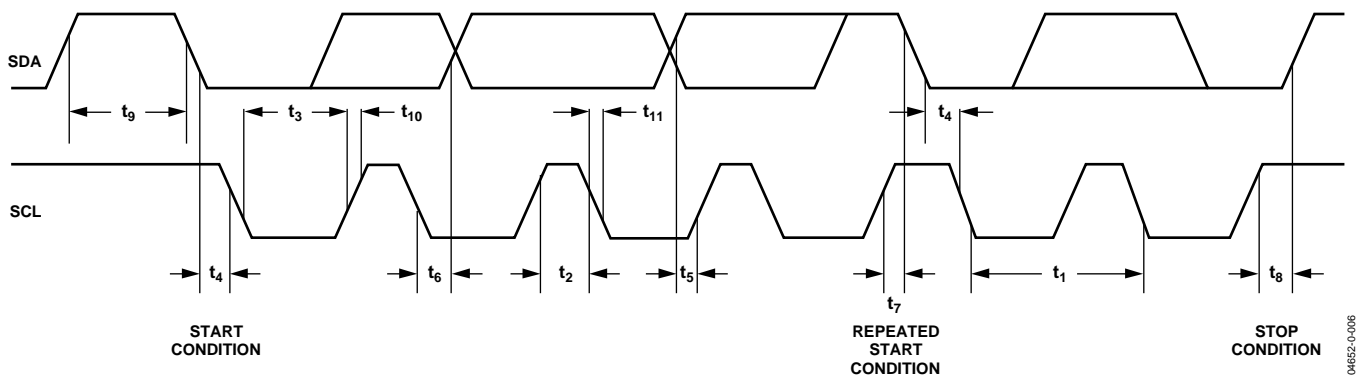 SDA
t9
t3
t10
t11
t4
SCL
t4
t6
t2
t5
t7
t1
t8
START
CONDITION
REPEATED
START
CONDITION
STOP
CONDITION
04652-0-006